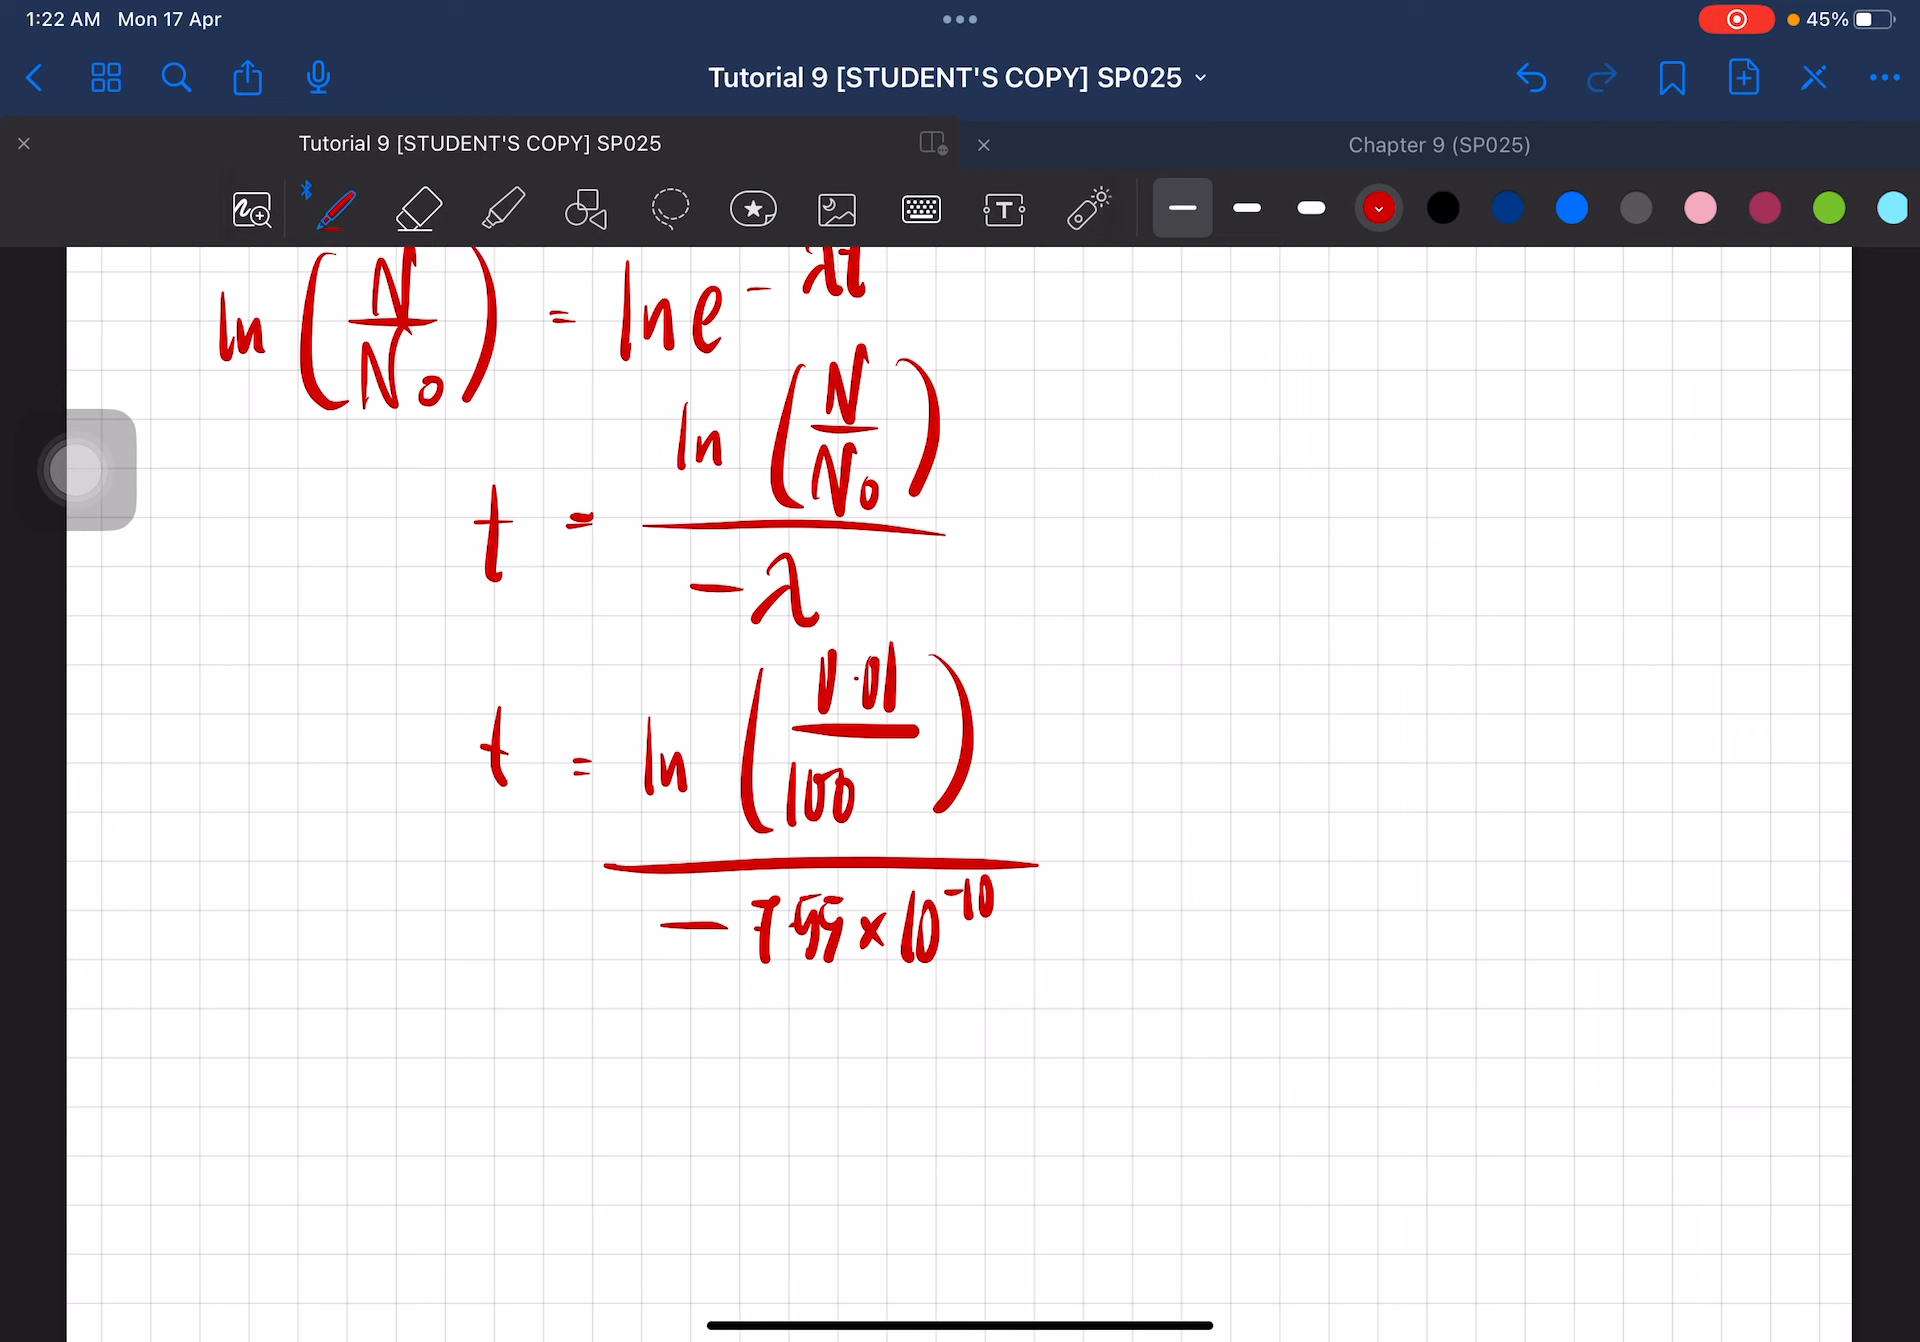 1:22 AM Mon 17 Apr
45%
Tutorial 9 [STUDENT'S COPY] SP025
Tutorial 9 [STUDENT'S COPY] SP025
Chapter 9 (SP025)
T
ln (N/N₀) = ln e^-λt
t = ln (N/N₀) / -λ
t = ln (0.01/100) / -7.55 × 10^-10